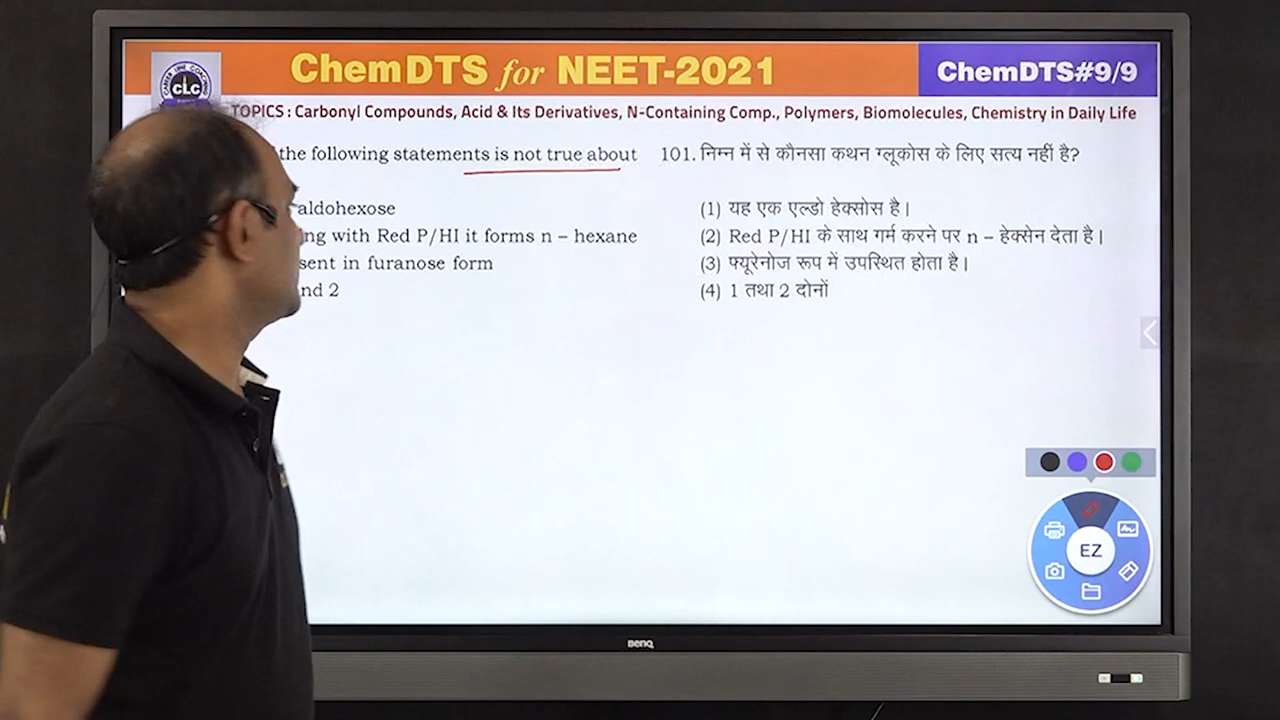 ChemDTS for NEET-2021
ChemDTS#9/9
CLC
TOPICS : Carbonyl Compounds, Acid & Its Derivatives, N-Containing Comp., Polymers, Biomolecules, Chemistry in Daily Life
the following statements is not true about
aldohexose
with Red P/HI it forms n – hexane
in furanose form
2
101. निम्न में से कौनसा कथन ग्लूकोस के लिए सत्य नहीं है?
(1) यह एक एल्डो हेक्सोस है।
(2) Red P/HI के साथ गर्म करने पर n – हेक्सेन देता है।
(3) फ्यूरेनोज रूप में उपस्थित होता है।
(4) 1 तथा 2 दोनों
EZ
BenQ